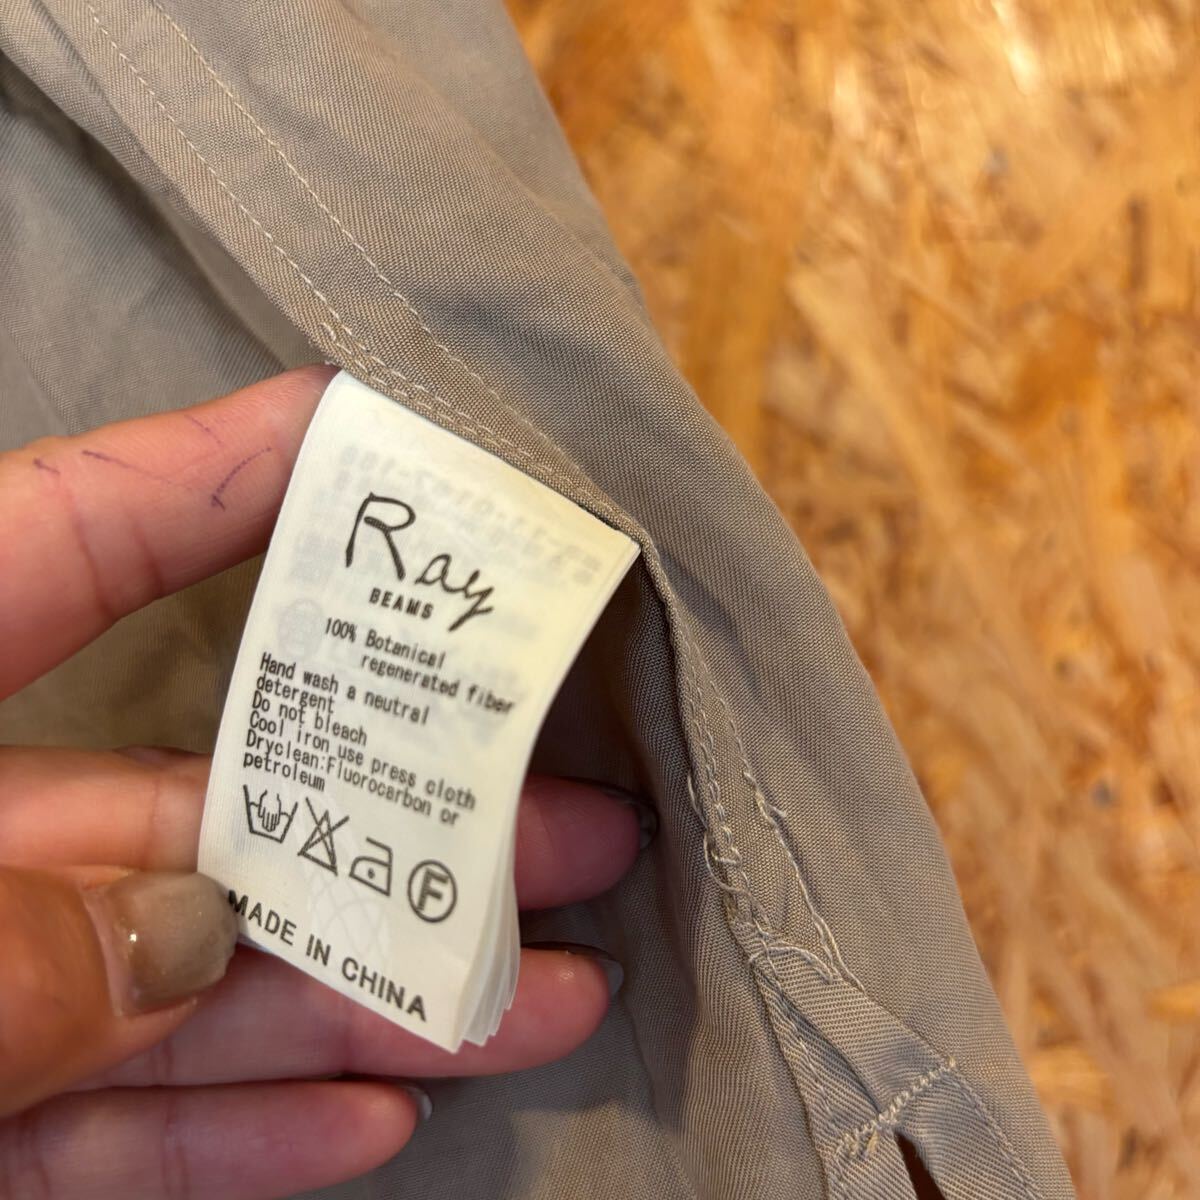 Ray
BEAMS
100% Botanical
regenerated fiber
Hand wash a neutral
detergent
Do not bleach
Cool iron use press cloth
Dryclean:Fluorocarbon or
petroleum
F
MADE IN CHINA